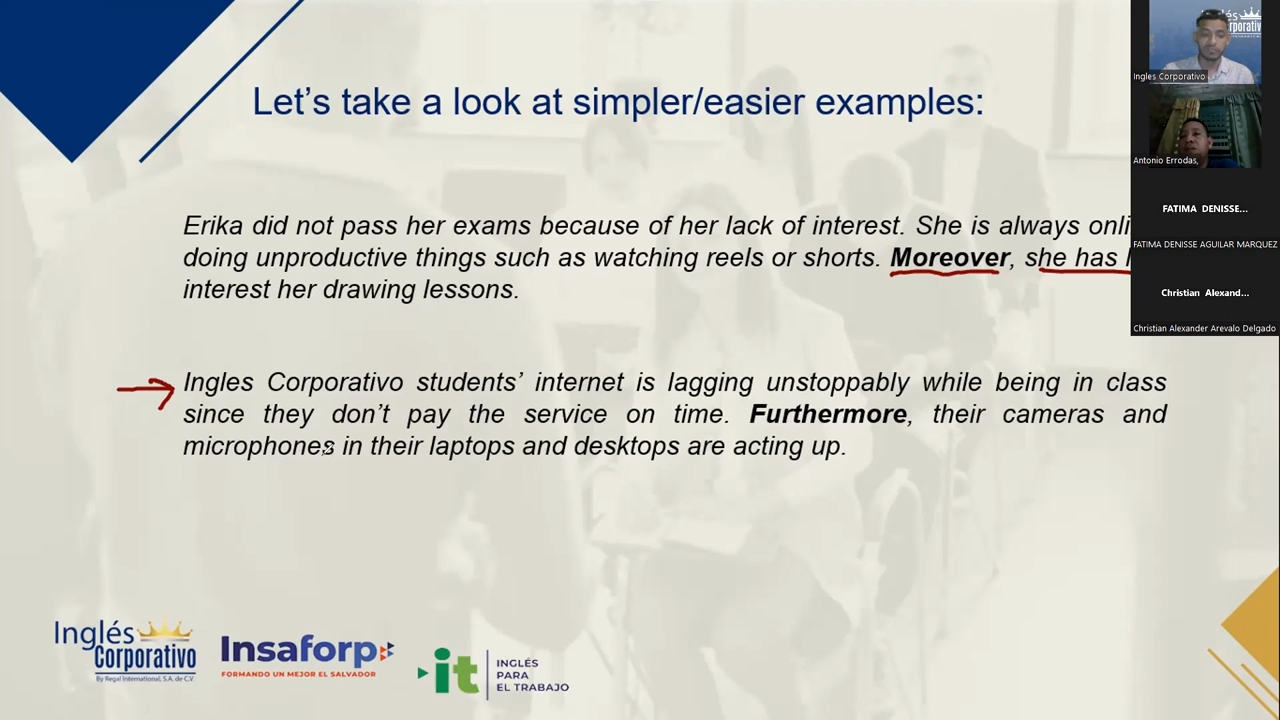 Let's take a look at simpler/easier examples:
Erika did not pass her exams because of her lack of interest. She is always
doing unproductive things such as watching reels or shorts. Moreover, she has
interest her drawing lessons.
Ingles Corporativo students' internet is lagging unstoppably while being in class
since they don't pay the service on time. Furthermore, their cameras and
microphones in their laptops and desktops are acting up.
Inglés
Corporativo
By Regal International, S.A. de C.V.
Insaforp
FORMANDO UN MEJOR EL SALVADOR
it
INGLÉS
PARA
EL TRABAJO
Ingles Corporativo
Antonio Errodas,
FATIMA DENISSE...
FATIMA DENISSE AGUILAR MARQUEZ
Christian Alexand...
Christian Alexander Arevalo Delgado